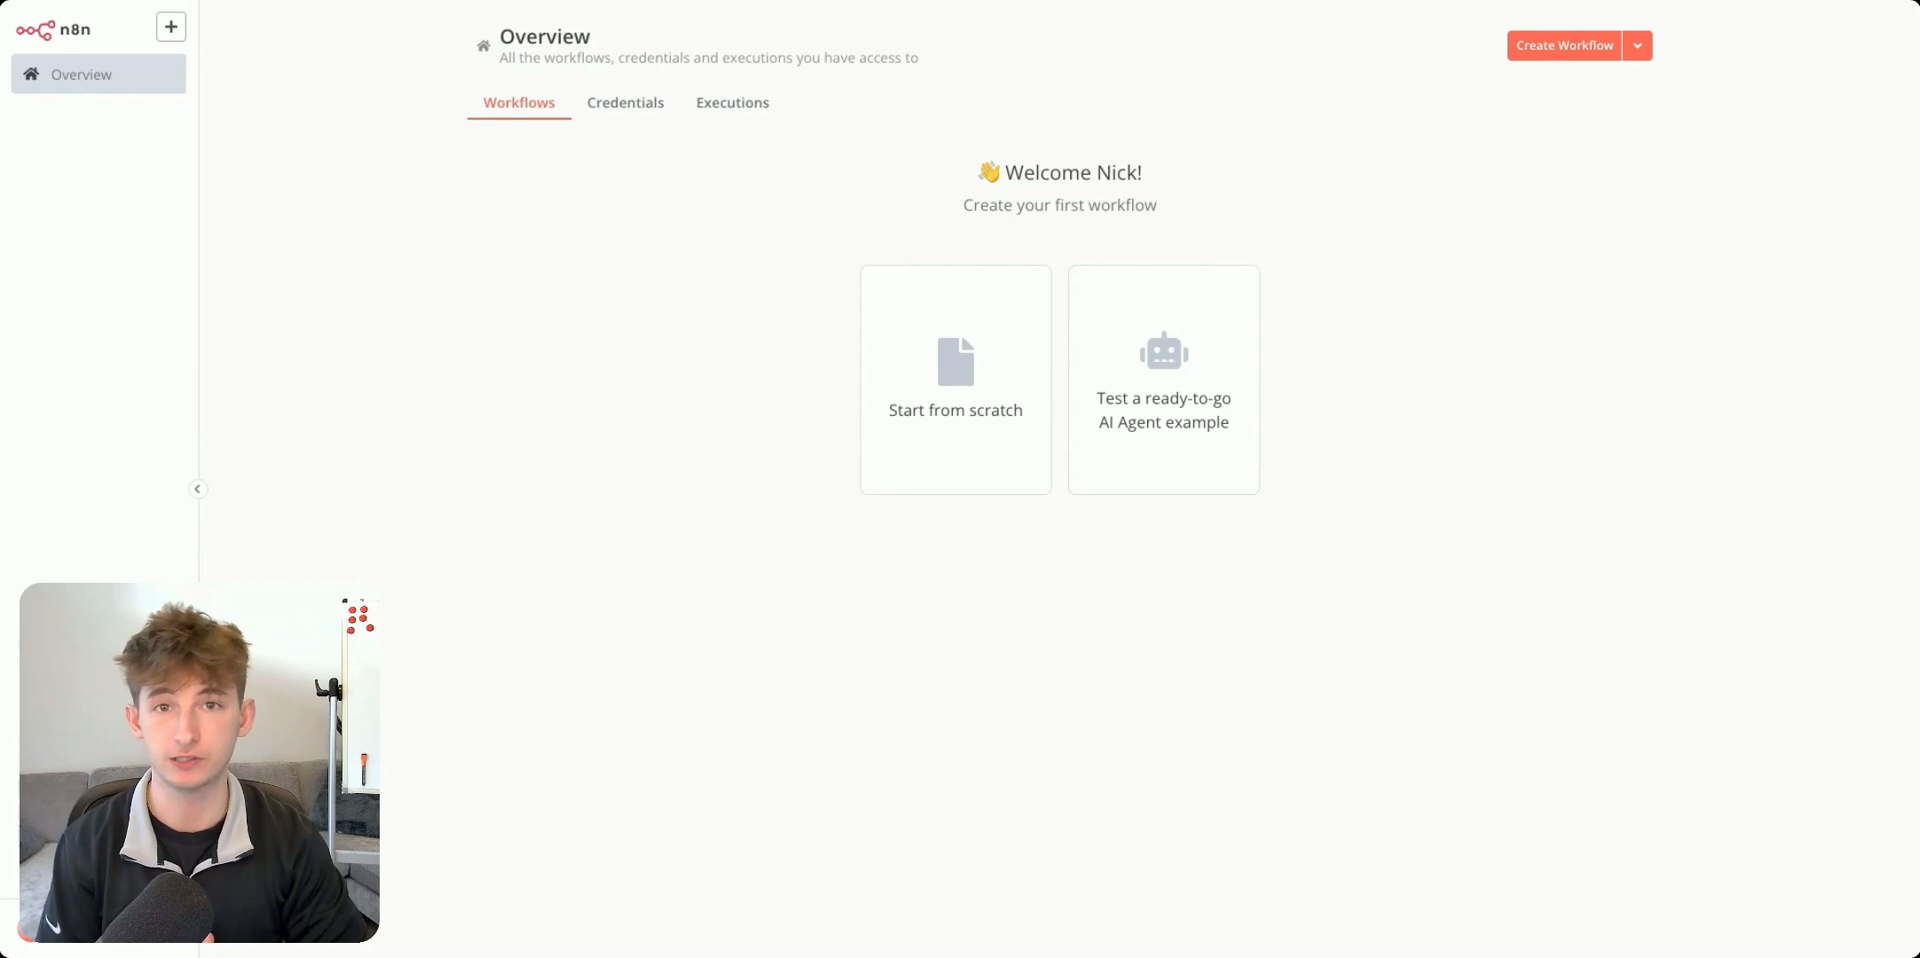 n8n
+
Overview
Overview
All the workflows, credentials and executions you have access to
Create Workflow
Workflows
Credentials
Executions
👋 Welcome Nick!
Create your first workflow
Start from scratch
Test a ready-to-go
AI Agent example